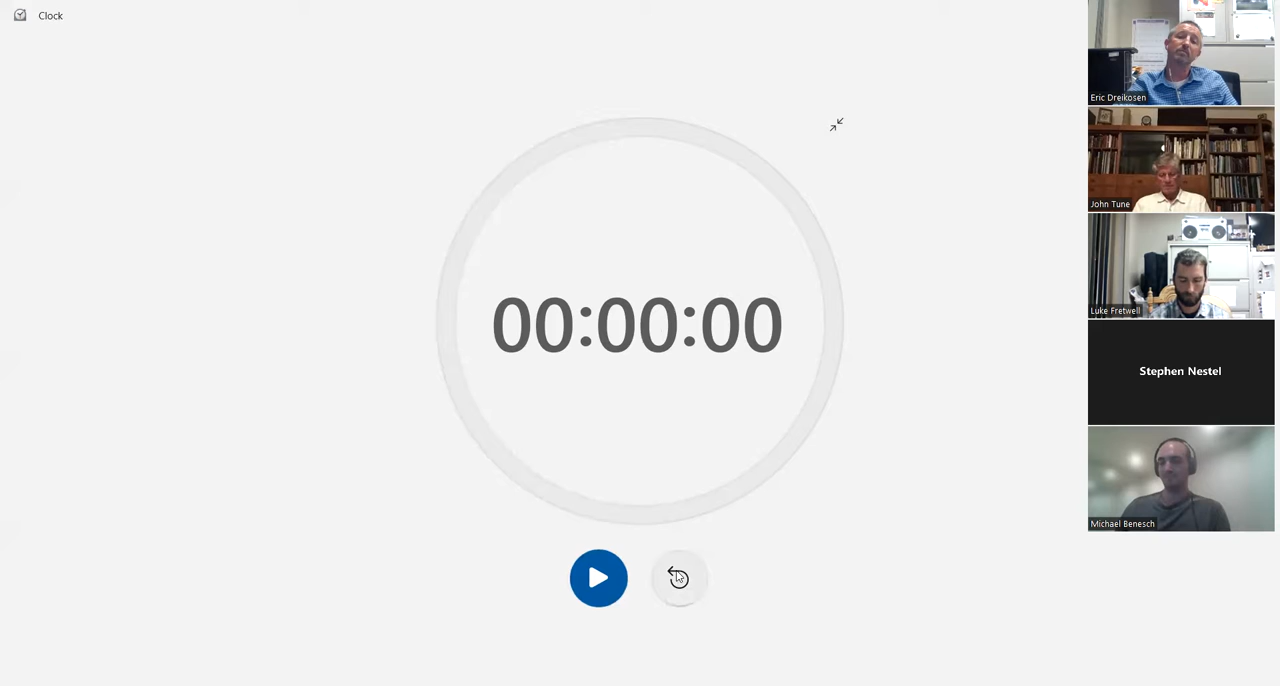 Clock
00:00:00
Eric Dreikosen
John Tune
Luke Fretwell
Stephen Nestel
Michael Benesch